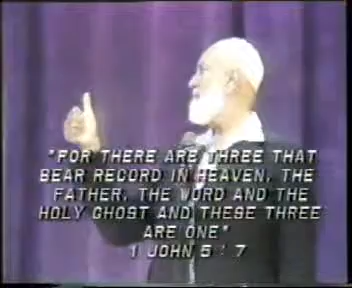 "FOR THERE ARE THREE THAT
BEAR RECORD IN HEAVEN, THE
FATHER, THE WORD AND THE
HOLY GHOST AND THESE THREE
ARE ONE"
1 JOHN 5 : 7